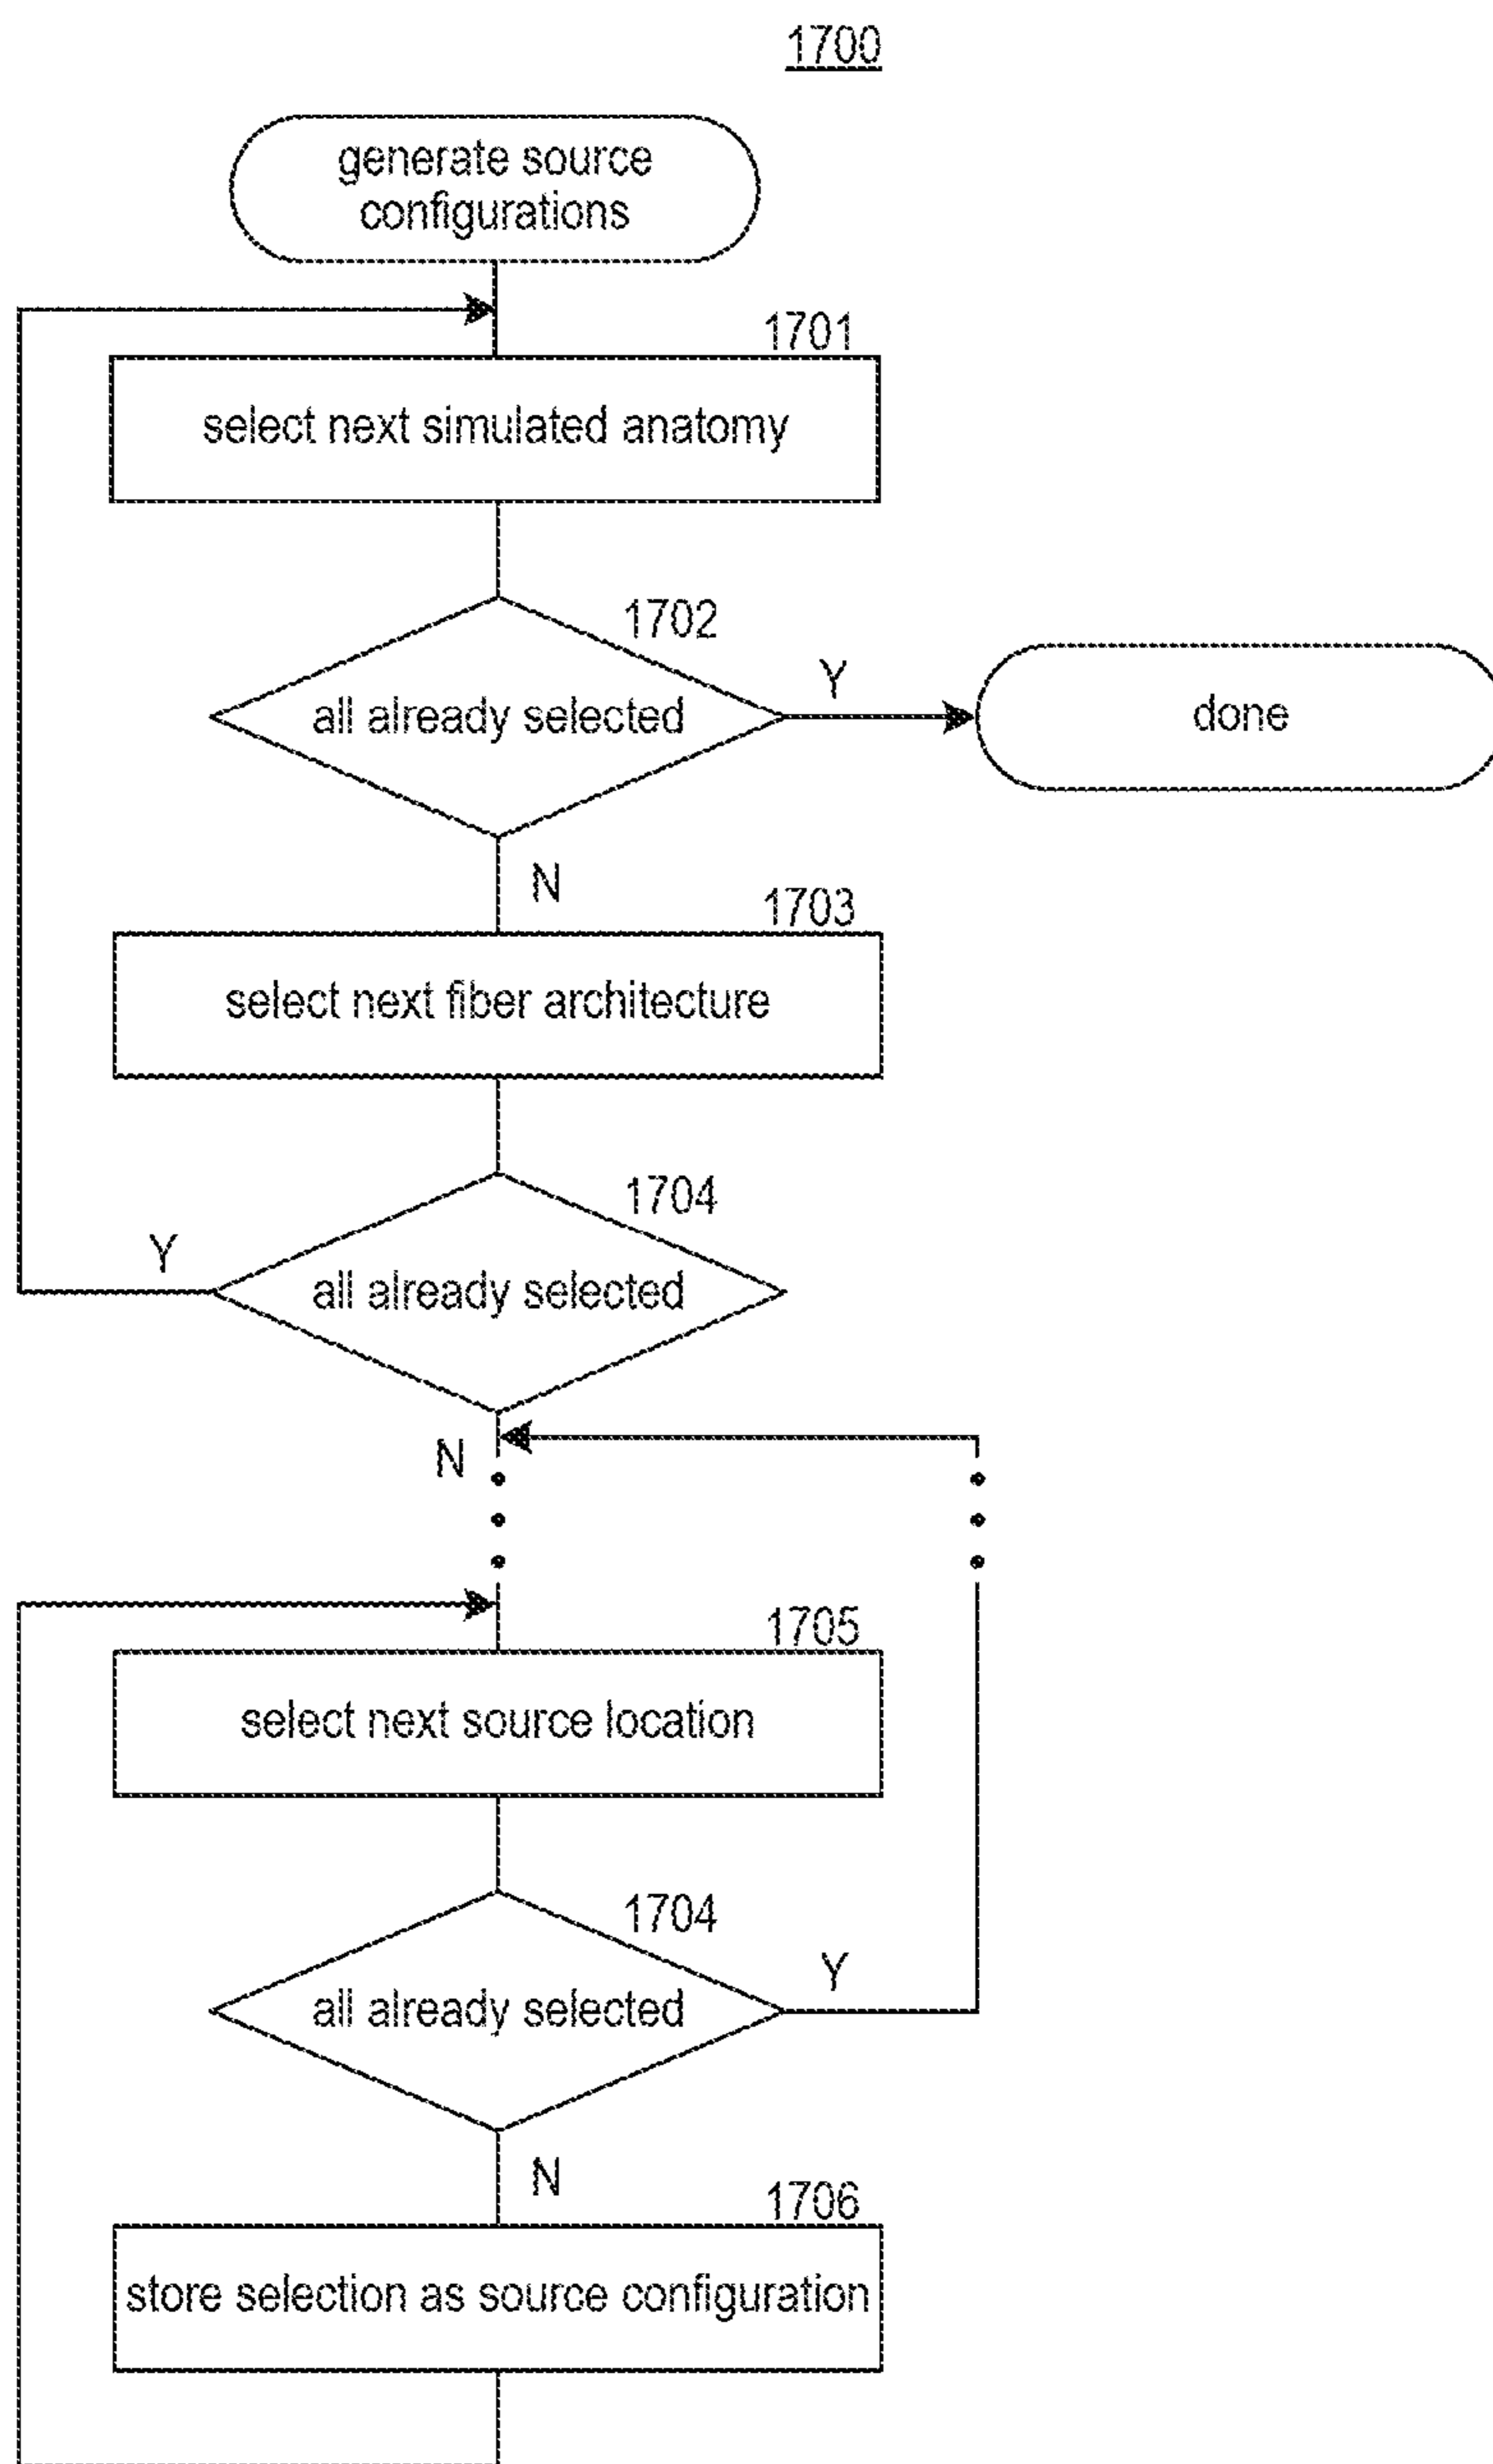 1700
generate source
configurations
1701
select next simulated anatomy
1702
all already selected
Y
done
N
1703
select next fiber architecture
1704
Y
all already selected
N
1705
select next source location
1704
all already selected
Y
N
1706
store selection as source configuration